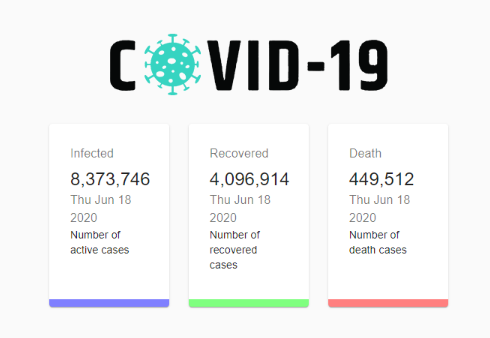 COVID-19
Infected
8,373,746
Thu Jun 18
2020
Number of
active cases
Recovered
4,096,914
Thu Jun 18
2020
Number of
recovered
cases
Death
449,512
Thu Jun 18
2020
Number of
death cases